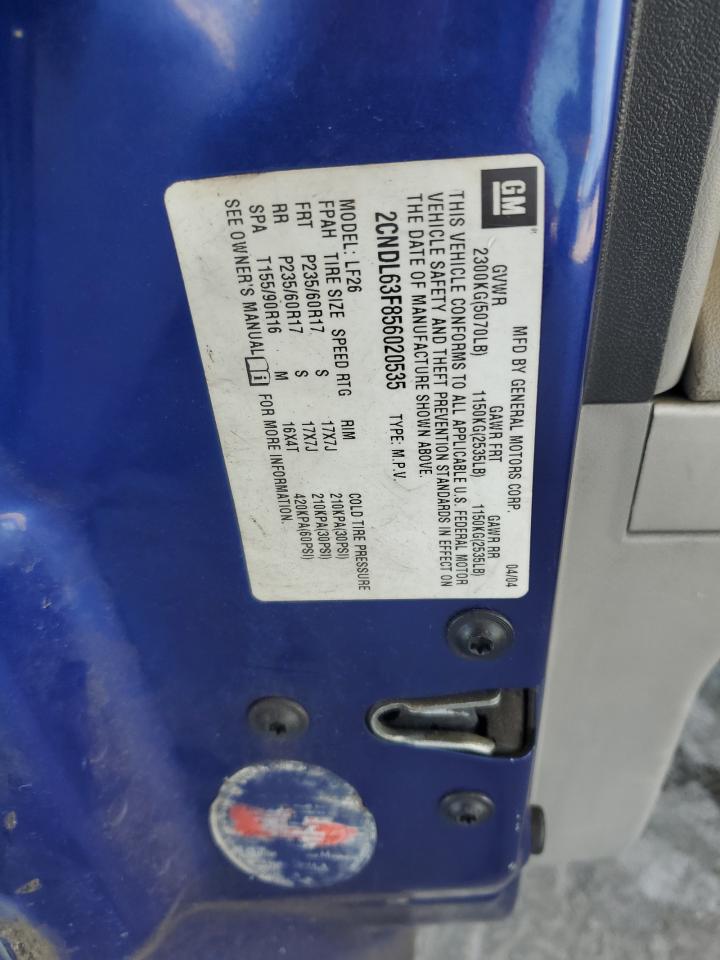 GM
MFD BY GENERAL MOTORS CORP. 04/04
GVWR GAWR FRT GAWR RR
2300KG(5070LB) 1150KG(2535LB) 1150KG(2535LB)
THIS VEHICLE CONFORMS TO ALL APPLICABLE U.S. FEDERAL MOTOR
VEHICLE SAFETY AND THEFT PREVENTION STANDARDS IN EFFECT ON
THE DATE OF MANUFACTURE SHOWN ABOVE.
2CNDL63F856020535 TYPE: M.P.V.
MODEL: LF26
FPAH TIRE SIZE SPEED RTG RIM COLD TIRE PRESSURE
FRT P235/60R17 S 17X7J 210KPA(30PSI)
RR P235/60R17 S 17X7J 210KPA(30PSI)
SPA T155/90R16 M 16X4T 420KPA(60PSI)
SEE OWNER'S MANUAL FOR MORE INFORMATION.